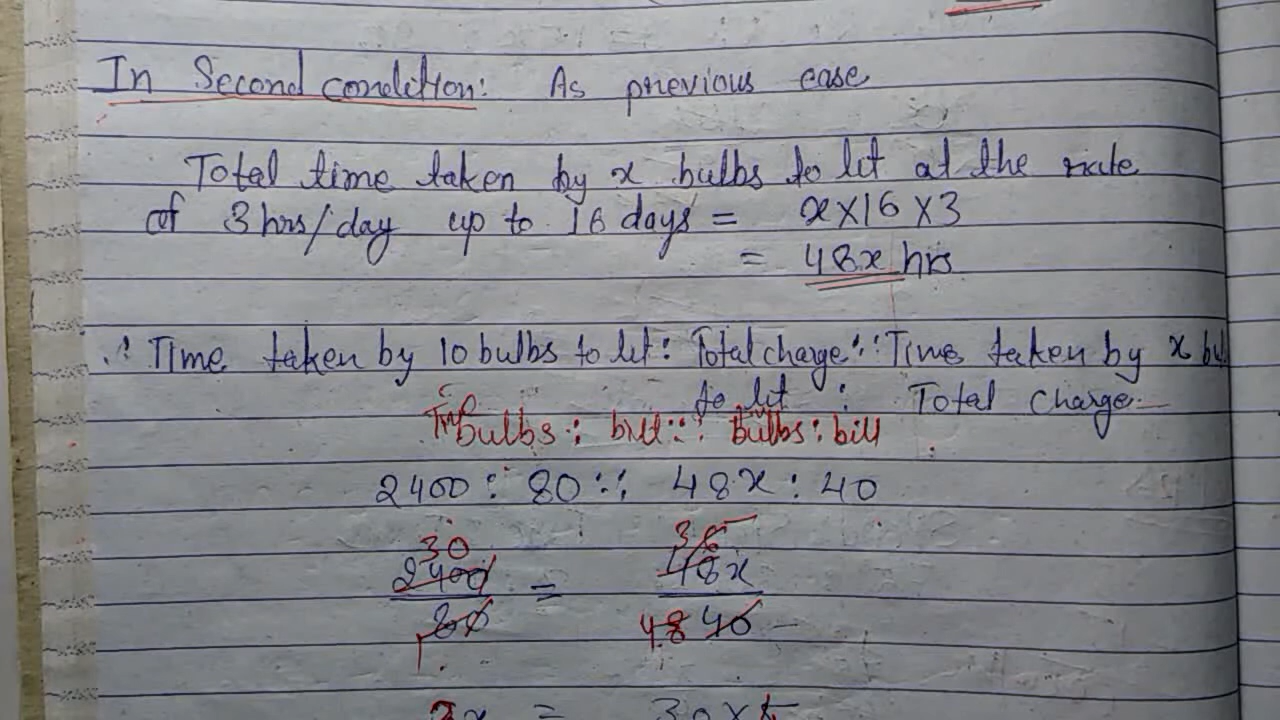 In Second condition: As previous case
Total time taken by x bulbs to lit at the rate
of 3 hrs/day up to 16 days = x×16×3
= 48x hrs
∴ Time taken by 10 bulbs to lit : Total charge :: Time taken by x
to lit : Total charge
bulbs : bill :: bulbs : bill
2400 : 80 :: 48x : 40
30
2400 = 48x
80 40
x = 30×5